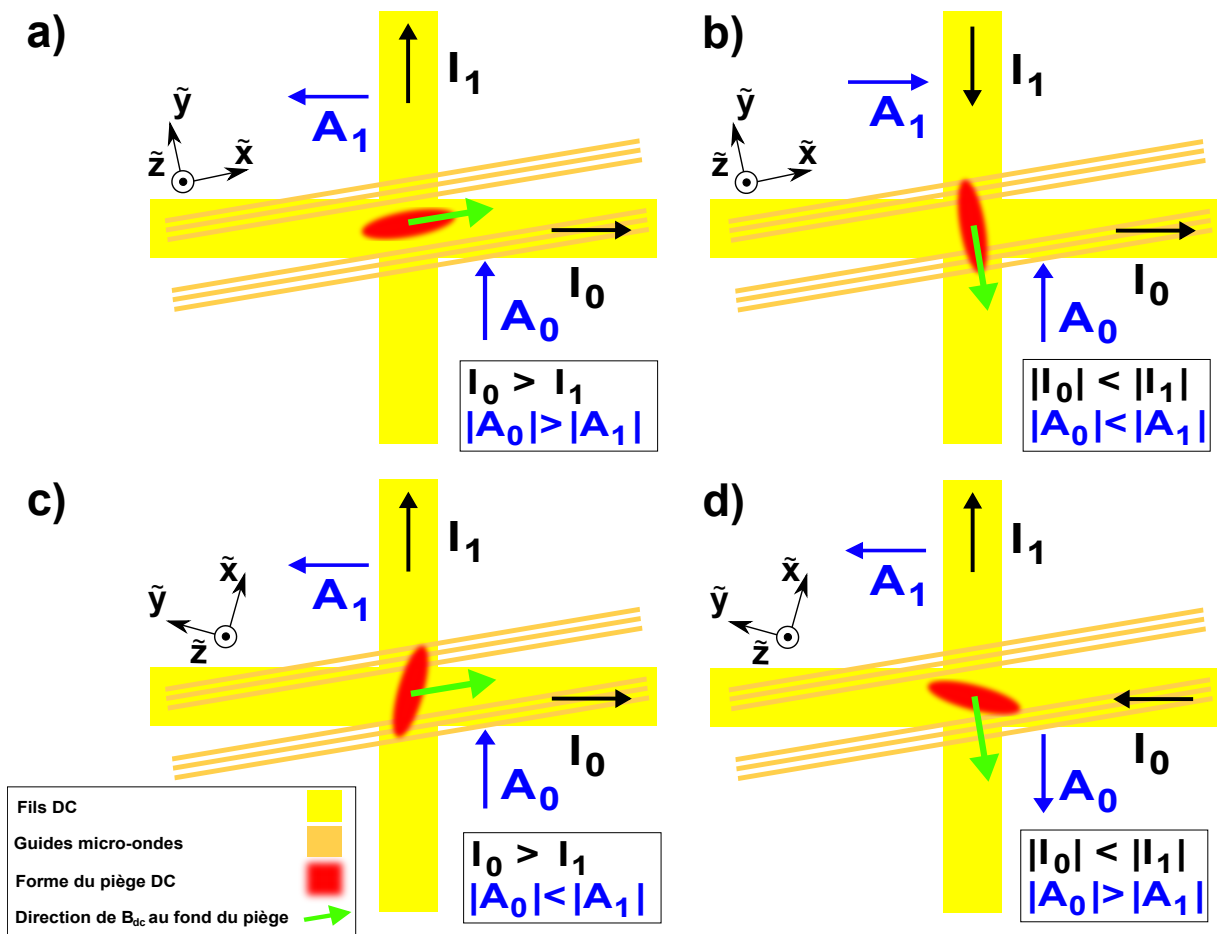 a)
I₁
A₁
ỹ
x̃
z̃
I₀
A₀
I₀ > I₁
|A₀|>|A₁|
b)
I₁
A₁
ỹ
x̃
z̃
I₀
A₀
|I₀| < |I₁|
|A₀|<|A₁|
c)
I₁
A₁
x̃
ỹ
z̃
I₀
A₀
I₀ > I₁
|A₀|<|A₁|
d)
I₁
A₁
x̃
ỹ
z̃
I₀
A₀
|I₀| < |I₁|
|A₀|>|A₁|
Fils DC
Guides micro-ondes
Forme du piège DC
Direction de B_dc au fond du piège